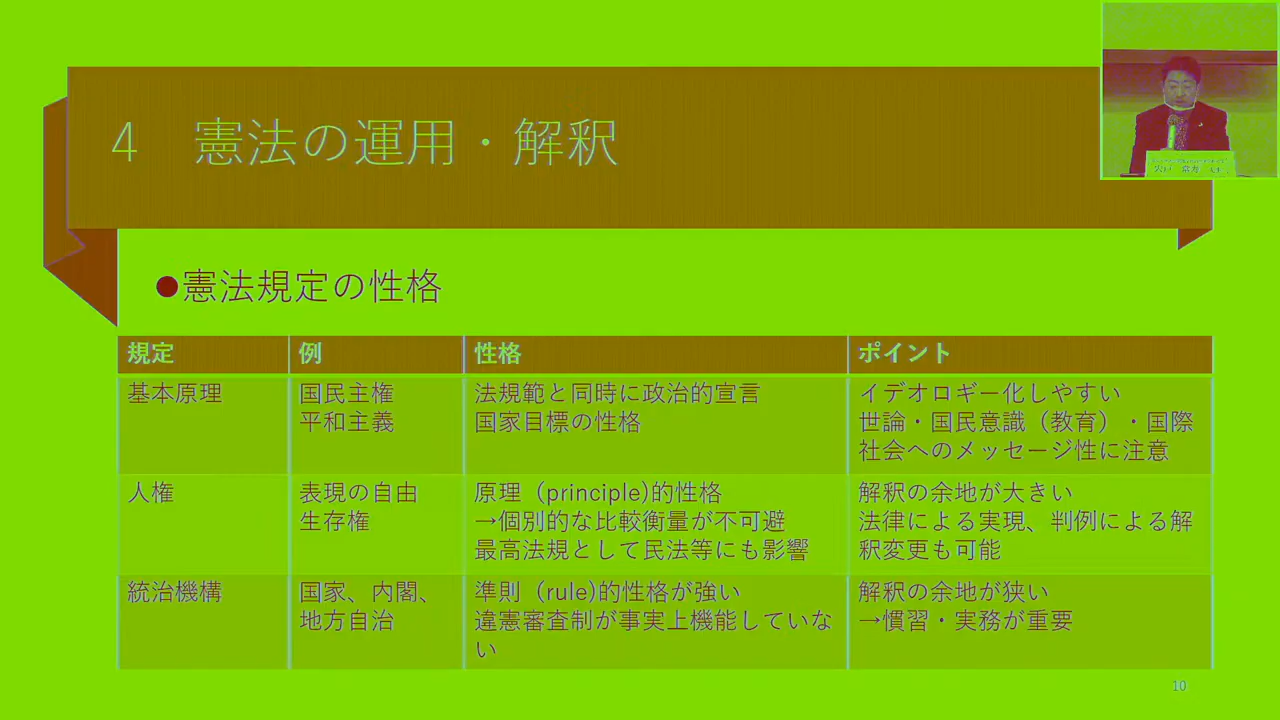 4 憲法の運用・解釈
●憲法規定の性格
規定 例 性格 ポイント
基本原理
国民主権
平和主義
法規範と同時に政治的宣言
国家目標の性格
イデオロギー化しやすい
世論・国民意識（教育）・国際
社会へのメッセージ性に注意
人権
表現の自由
生存権
原理（principle)的性格
→個別的な比較衡量が不可避
最高法規として民法等にも影響
解釈の余地が大きい
法律による実現、判例による解
釈変更も可能
統治機構
国家、内閣、
地方自治
準則（rule)的性格が強い
違憲審査制が事実上機能していな
い
解釈の余地が狭い
→慣習・実務が重要
10